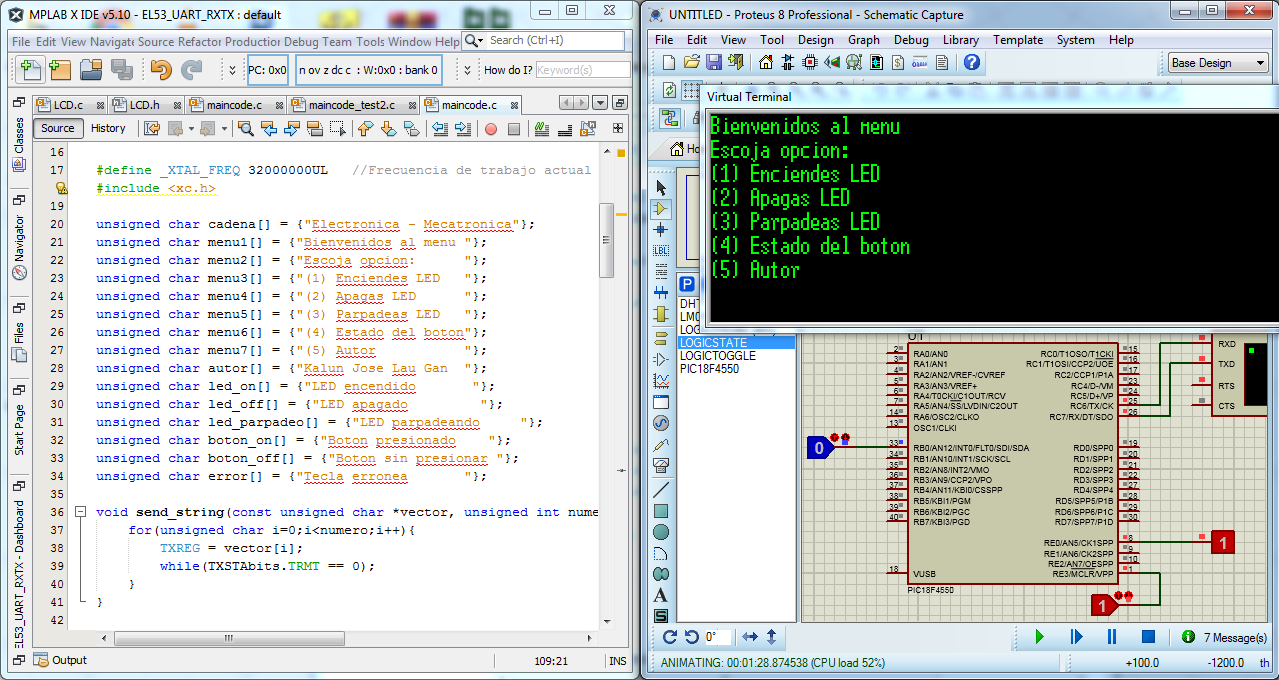 MPLAB X IDE v5.10 - EL53_UART_RXTX : default
File Edit View Navigate Source Refactor Production Debug Team Tools Window Help
Search (Ctrl+I)
PC: 0x0
n ov z dc c : W:0x0 : bank 0
How do I?
Keyword(s)
LCD.c
LCD.h
maincode.c
maincode_test2.c
maincode.c
Source
History
Classes
Navigator
Files
Start Page
EL53_UART_RXTX - Dashboard
16
17 #define _XTAL_FREQ 32000000UL //Frecuencia de trabajo actual
#include <xc.h>
19
20 unsigned char cadena[] = {"Electronica - Mecatronica"};
21 unsigned char menu1[] = {"Bienvenidos al menu "};
22 unsigned char menu2[] = {"Escoja opcion:      "};
23 unsigned char menu3[] = {"(1) Enciendes LED   "};
24 unsigned char menu4[] = {"(2) Apagas LED      "};
25 unsigned char menu5[] = {"(3) Parpadeas LED   "};
26 unsigned char menu6[] = {"(4) Estado del boton"};
27 unsigned char menu7[] = {"(5) Autor           "};
28 unsigned char autor[] = {"Kalun Jose Lau Gan  "};
29 unsigned char led_on[] = {"LED encendido       "};
30 unsigned char led_off[] = {"LED apagado         "};
31 unsigned char led_parpadeo[] = {"LED parpadeando     "};
32 unsigned char boton_on[] = {"Boton presionado    "};
33 unsigned char boton_off[] = {"Boton sin presionar "};
34 unsigned char error[] = {"Tecla erronea       "};
35
36 void send_string(const unsigned char *vector, unsigned int nume
37 for(unsigned char i=0;i<numero;i++){
38 TXREG = vector[i];
39 while(TXSTAbits.TRMT == 0);
40 }
41 }
42
Output
109:21
INS
UNTITLED - Proteus 8 Professional - Schematic Capture
File Edit View Tool Design Graph Debug Library Template System Help
Base Design
Virtual Terminal
Bienvenidos al menu
Escoja opcion:
(1) Enciendes LED
(2) Apagas LED
(3) Parpadeas LED
(4) Estado del boton
(5) Autor
Ho
LBL
P
DHT
LM0
LOG
LOGICSTATE
LOGICTOGGLE
PIC18F4550
A
S
U1
2 RA0/AN0
3 RA1/AN1
4 RA2/AN2/VREF-/CVREF
5 RA3/AN3/VREF+
6 RA4/T0CKI/C1OUT/RCV
7 RA5/AN4/SS/LVDIN/C2OUT
14 RA6/OSC2/CLKO
13 OSC1/CLKI
33 RB0/AN12/INT0/FLT0/SDI/SDA
34 RB1/AN10/INT1/SCK/SCL
35 RB2/AN8/INT2/VMO
36 RB3/AN9/CCP2/VPO
37 RB4/AN11/KBI0/CSSPP
38 RB5/KBI1/PGM
39 RB6/KBI2/PGC
40 RB7/KBI3/PGD
18 VUSB
RC0/T1OSO/T1CKI 15
RC1/T1OSI/CCP2/UOE 16
RC2/CCP1/P1A 17
RC4/D-/VM 23
RC5/D+/VP 24
RC6/TX/CK 25
RC7/RX/DT/SDO 26
RD0/SPP0 19
RD1/SPP1 20
RD2/SPP2 21
RD3/SPP3 22
RD4/SPP4 27
RD5/SPP5/P1B 28
RD6/SPP6/P1C 29
RD7/SPP7/P1D 30
RE0/AN5/CK1SPP 8
RE1/AN6/CK2SPP 9
RE2/AN7/OESPP 10
RE3/MCLR/VPP 1
PIC18F4550
RXD
TXD
RTS
CTS
0
1
1
0°
7 Message(s)
ANIMATING: 00:01:28.874538 (CPU load 52%)
+100.0
-1200.0
th